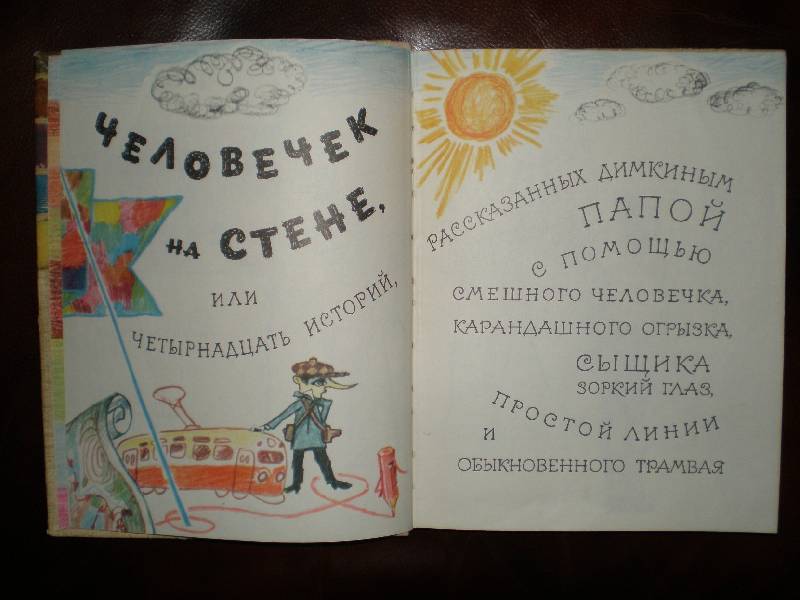 ЧЕЛОВЕЧЕК
НА СТЕНЕ,
ИЛИ
ЧЕТЫРНАДЦАТЬ ИСТОРИЙ,
РАССКАЗАННЫХ ДИМКИНЫМ
ПАПОЙ
С ПОМОЩЬЮ
СМЕШНОГО ЧЕЛОВЕЧКА,
КАРАНДАШНОГО ОГРЫЗКА,
СЫЩИКА
ЗОРКИЙ ГЛАЗ,
ПРОСТОЙ ЛИНИИ
И
ОБЫКНОВЕННОГО ТРАМВАЯ